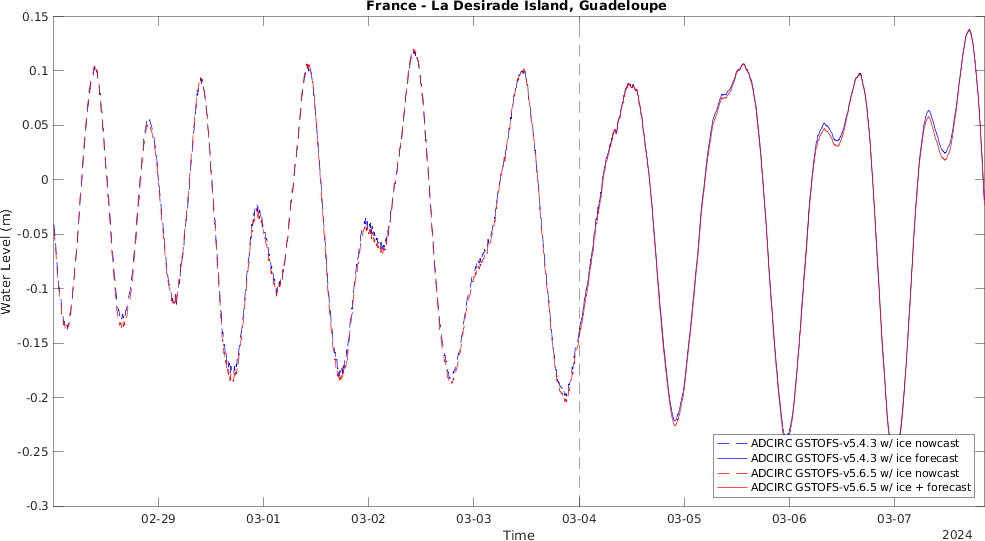 France - La Desirade Island, Guadeloupe
0.15
0.1
0.05
0
-0.05
-0.1
-0.15
-0.2
-0.25
-0.3
Water Level (m)
ADCIRC GSTOFS-v5.4.3 w/ ice nowcast
ADCIRC GSTOFS-v5.4.3 w/ ice forecast
ADCIRC GSTOFS-v5.6.5 w/ ice nowcast
ADCIRC GSTOFS-v5.6.5 w/ ice + forecast
02-29 03-01 03-02 03-03 03-04 03-05 03-06 03-07
Time
2024